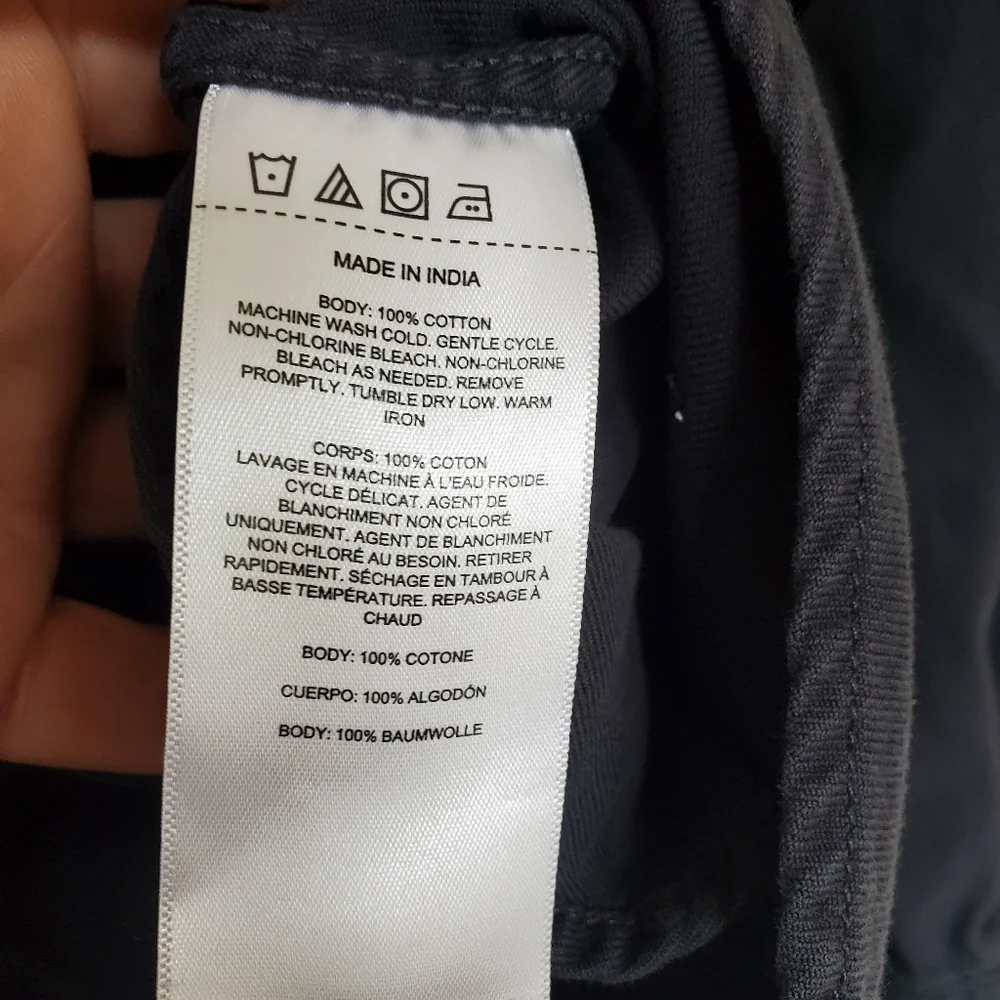 MADE IN INDIA
BODY: 100% COTTON
MACHINE WASH COLD. GENTLE CYCLE.
NON-CHLORINE BLEACH. NON-CHLORINE
BLEACH AS NEEDED. REMOVE
PROMPTLY. TUMBLE DRY LOW. WARM
IRON
CORPS: 100% COTON
LAVAGE EN MACHINE À L'EAU FROIDE.
CYCLE DÉLICAT. AGENT DE
BLANCHIMENT NON CHLORÉ
UNIQUEMENT. AGENT DE BLANCHIMENT
NON CHLORÉ AU BESOIN. RETIRER
RAPIDEMENT. SÉCHAGE EN TAMBOUR À
BASSE TEMPÉRATURE. REPASSAGE À
CHAUD
BODY: 100% COTONE
CUERPO: 100% ALGODÓN
BODY: 100% BAUMWOLLE